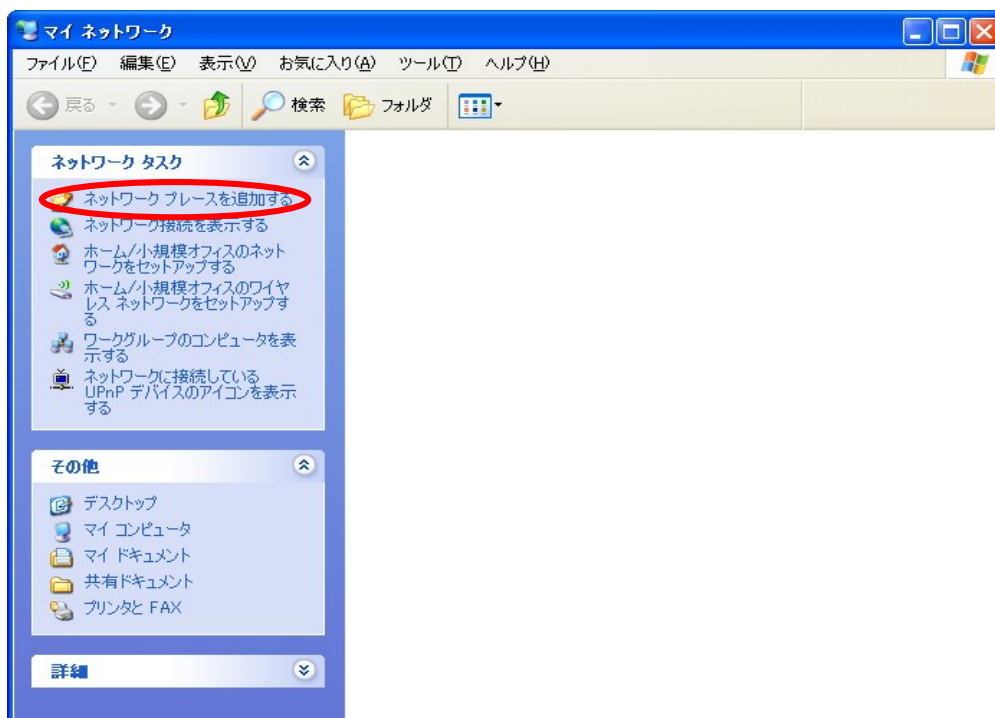 マイ ネットワーク
ファイル(F) 編集(E) 表示(V) お気に入り(A) ツール(T) ヘルプ(H)
戻る 検索 フォルダ
ネットワーク タスク
ネットワーク プレースを追加する
ネットワーク接続を表示する
ホーム/小規模オフィスのネット
ワークをセットアップする
ホーム/小規模オフィスのワイヤ
レス ネットワークをセットアップす
る
ワークグループのコンピュータを表
示する
ネットワークに接続している
UPnP デバイスのアイコンを表示
する
その他
デスクトップ
マイ コンピュータ
マイ ドキュメント
共有ドキュメント
プリンタと FAX
詳細